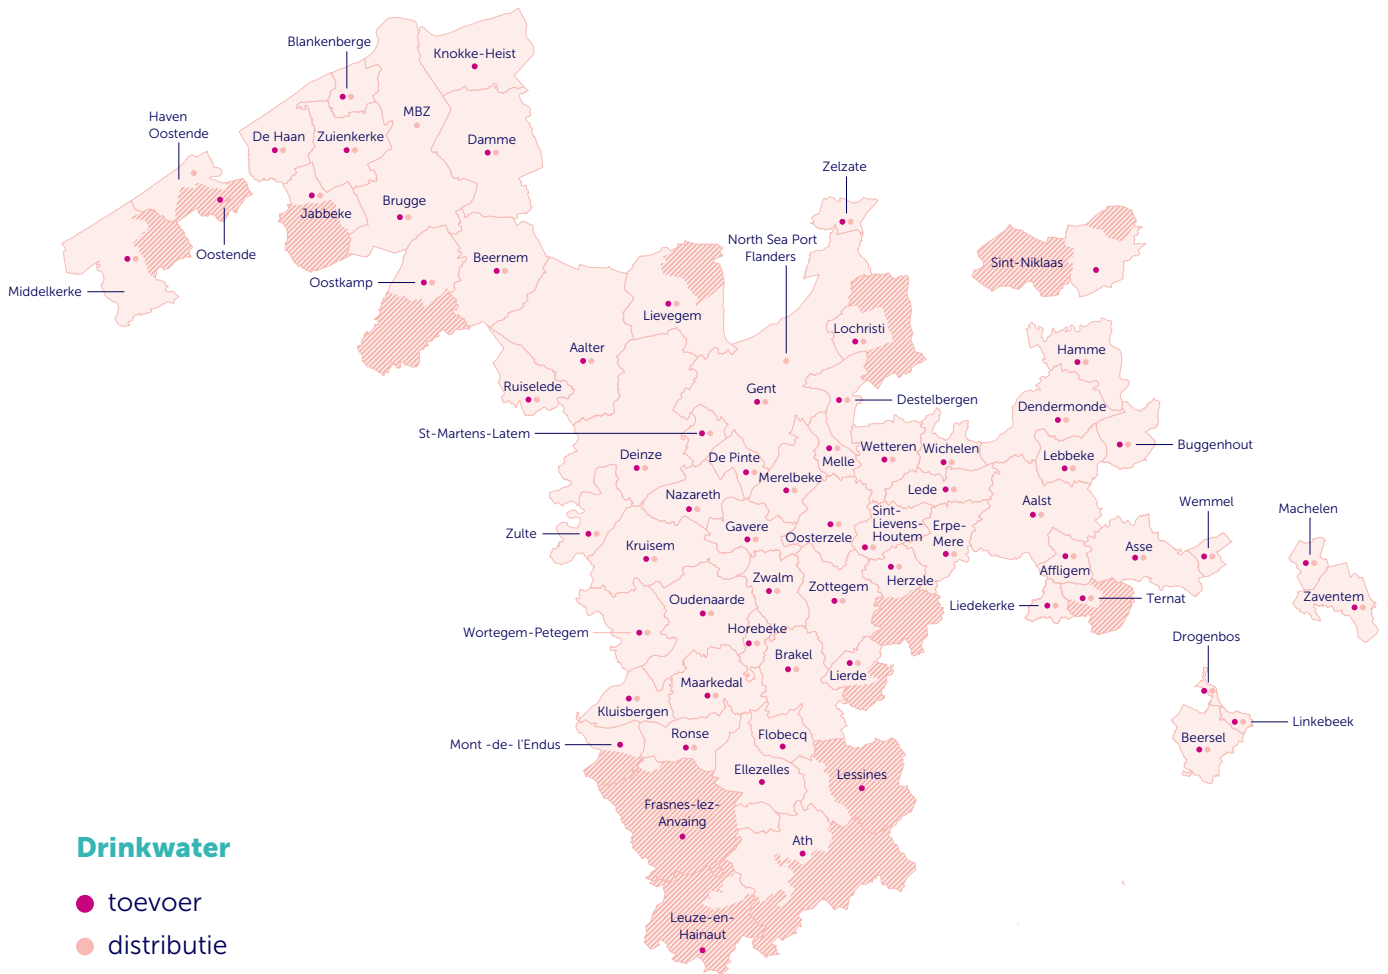 Blankenberge
Knokke-Heist
MBZ
Haven
Oostende
De Haan
Zuienkerke
Damme
Zelzate
Jabbeke
Brugge
North Sea Port
Flanders
Oostende
Beernem
Sint-Niklaas
Oostkamp
Middelkerke
Lievegem
Lochristi
Aalter
Hamme
Ruiselede
Gent
Destelbergen
Dendermonde
St-Martens-Latem
Buggenhout
Deinze
De Pinte
Melle
Wetteren
Wichelen
Lebbeke
Merelbeke
Nazareth
Lede
Aalst
Wemmel
Machelen
Sint-
Lievens-
Houtem
Erpe-
Mere
Zulte
Gavere
Oosterzele
Kruisem
Asse
Affligem
Zwalm
Zottegem
Herzele
Oudenaarde
Liedekerke
Ternat
Zaventem
Wortegem-Petegem
Horebeke
Drogenbos
Brakel
Lierde
Maarkedal
Kluisbergen
Linkebeek
Mont -de- l'Endus
Ronse
Flobecq
Beersel
Ellezelles
Lessines
Frasnes-lez-
Anvaing
Ath
Drinkwater
toevoer
Leuze-en-
Hainaut
distributie